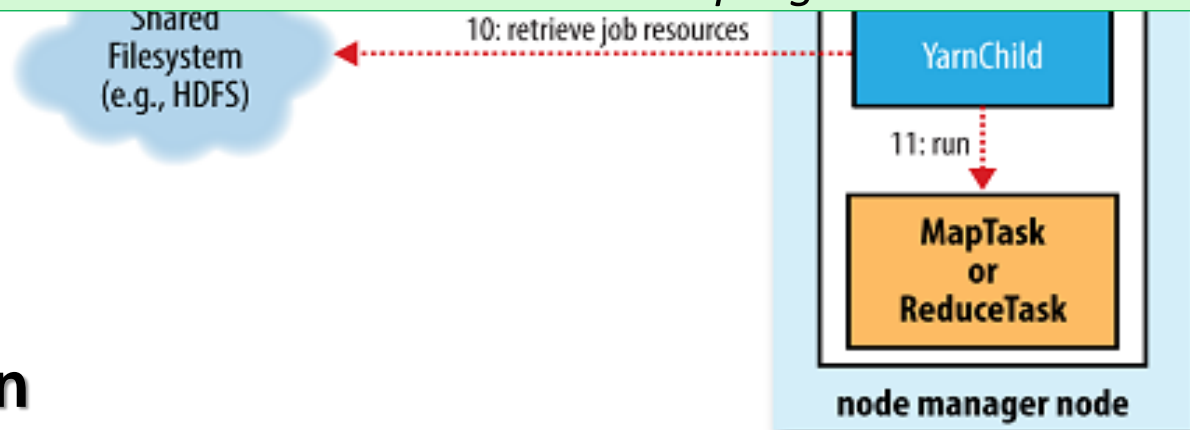 Shared
Filesystem
(e.g., HDFS)
10: retrieve job resources
YarnChild
11: run
MapTask
or
ReduceTask
node manager node
n